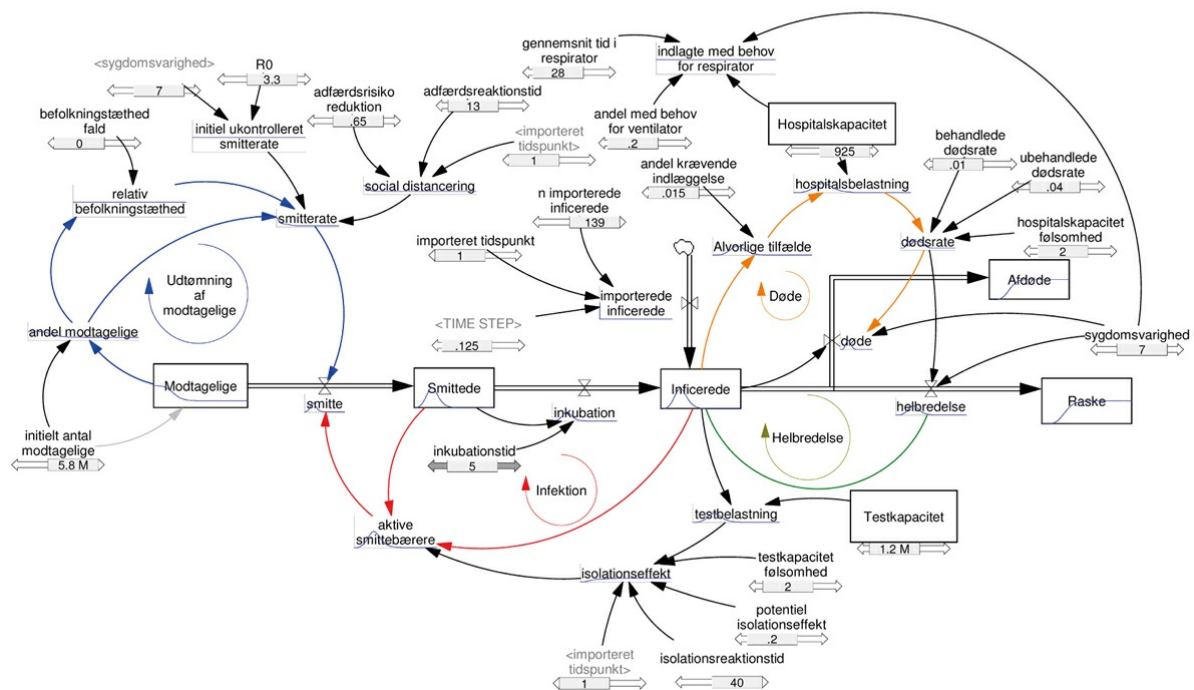 <sygdomsvarighed>
7
R0
3.3
befolkningstæthed
fald
0
initiel ukontrolleret
smitterate
adfærdsrisiko
reduktion
.65
adfærdsreaktionstid
13
<importeret
tidspunkt>
1
social distancering
gennemsnit tid i
respirator
28
indlagte med behov
for respirator
andel med behov
for ventilator
.2
Hospitalskapacitet
925
andel krævende
indlæggelse
.015
hospitalsbelastning
behandlede
dødsrate
.01
ubehandlede
dødsrate
.04
hospitalskapacitet
følsomhed
2
relativ
befolkningstæthed
smitterate
n importerede
inficerede
139
importeret tidspunkt
1
Alvorlige tilfælde
dødsrate
Udtømning
af
modtagelige
importerede
inficerede
Døde
Afdøde
<TIME STEP>
.125
andel modtagelige
døde
sygdomsvarighed
7
Modtagelige
smitte
Smittede
inkubation
Inficerede
helbredelse
Raske
initielt antal
modtagelige
5.8 M
inkubationstid
5
Infektion
Helbredelse
aktive
smittebærere
testbelastning
Testkapacitet
1.2 M
isolationseffekt
testkapacitet
følsomhed
2
potentiel
isolationseffekt
.2
<importeret
tidspunkt>
1
isolationsreaktionstid
40